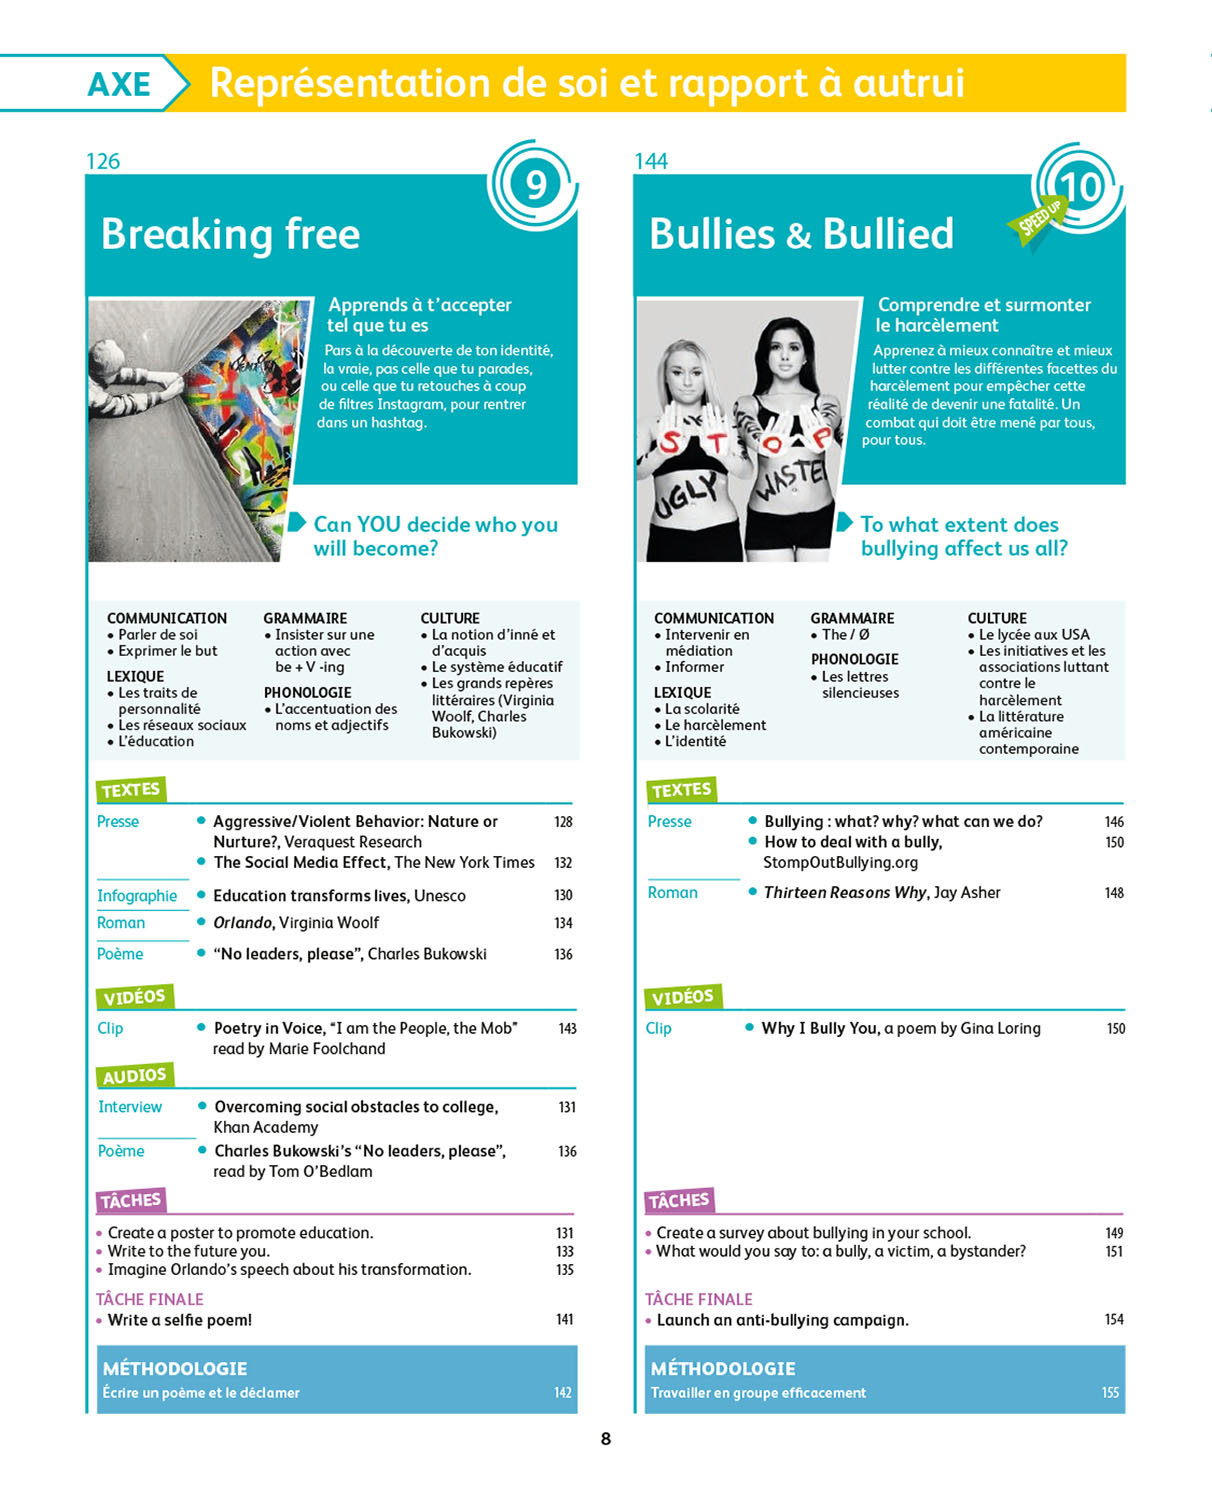 AXE Représentation de soi et rapport à autrui
126
9
Breaking free
Apprends à t'accepter
tel que tu es
Pars à la découverte de ton identité,
la vraie, pas celle que tu parades,
ou celle que tu retouches à coup
de filtres Instagram, pour rentrer
dans un hashtag.
Can YOU decide who you
will become?
COMMUNICATION
• Parler de soi
• Exprimer le but
LEXIQUE
• Les traits de
personnalité
• Les réseaux sociaux
• L'éducation
GRAMMAIRE
• Insister sur une
action avec
be + V -ing
PHONOLOGIE
• L'accentuation des
noms et adjectifs
CULTURE
• La notion d'inné et
d'acquis
• Le système éducatif
• Les grands repères
littéraires (Virginia
Woolf, Charles
Bukowski)
TEXTES
Presse • Aggressive/Violent Behavior: Nature or 128
Nurture?, Veraquest Research
• The Social Media Effect, The New York Times 132
Infographie • Education transforms lives, Unesco 130
Roman • Orlando, Virginia Woolf 134
Poème • “No leaders, please”, Charles Bukowski 136
VIDÉOS
Clip • Poetry in Voice, “I am the People, the Mob” 143
read by Marie Foolchand
AUDIOS
Interview • Overcoming social obstacles to college, 131
Khan Academy
Poème • Charles Bukowski's “No leaders, please”, 136
read by Tom O'Bedlam
TÂCHES
• Create a poster to promote education. 131
• Write to the future you. 133
• Imagine Orlando's speech about his transformation. 135
TÂCHE FINALE
• Write a selfie poem! 141
MÉTHODOLOGIE
Écrire un poème et le déclamer 142
144
10
SPEED UP
Bullies & Bullied
Comprendre et surmonter
le harcèlement
Apprenez à mieux connaître et mieux
lutter contre les différentes facettes du
harcèlement pour empêcher cette
réalité de devenir une fatalité. Un
combat qui doit être mené par tous,
pour tous.
STOP
UGLY
WASTED
To what extent does
bullying affect us all?
COMMUNICATION
• Intervenir en
médiation
• Informer
LEXIQUE
• La scolarité
• Le harcèlement
• L'identité
GRAMMAIRE
• The / Ø
PHONOLOGIE
• Les lettres
silencieuses
CULTURE
• Le lycée aux USA
• Les initiatives et les
associations luttant
contre le
harcèlement
• La littérature
américaine
contemporaine
TEXTES
Presse • Bullying : what? why? what can we do? 146
• How to deal with a bully, 150
StompOutBullying.org
Roman • Thirteen Reasons Why, Jay Asher 148
VIDÉOS
Clip • Why I Bully You, a poem by Gina Loring 150
TÂCHES
• Create a survey about bullying in your school. 149
• What would you say to: a bully, a victim, a bystander? 151
TÂCHE FINALE
• Launch an anti-bullying campaign. 154
MÉTHODOLOGIE
Travailler en groupe efficacement 155
8